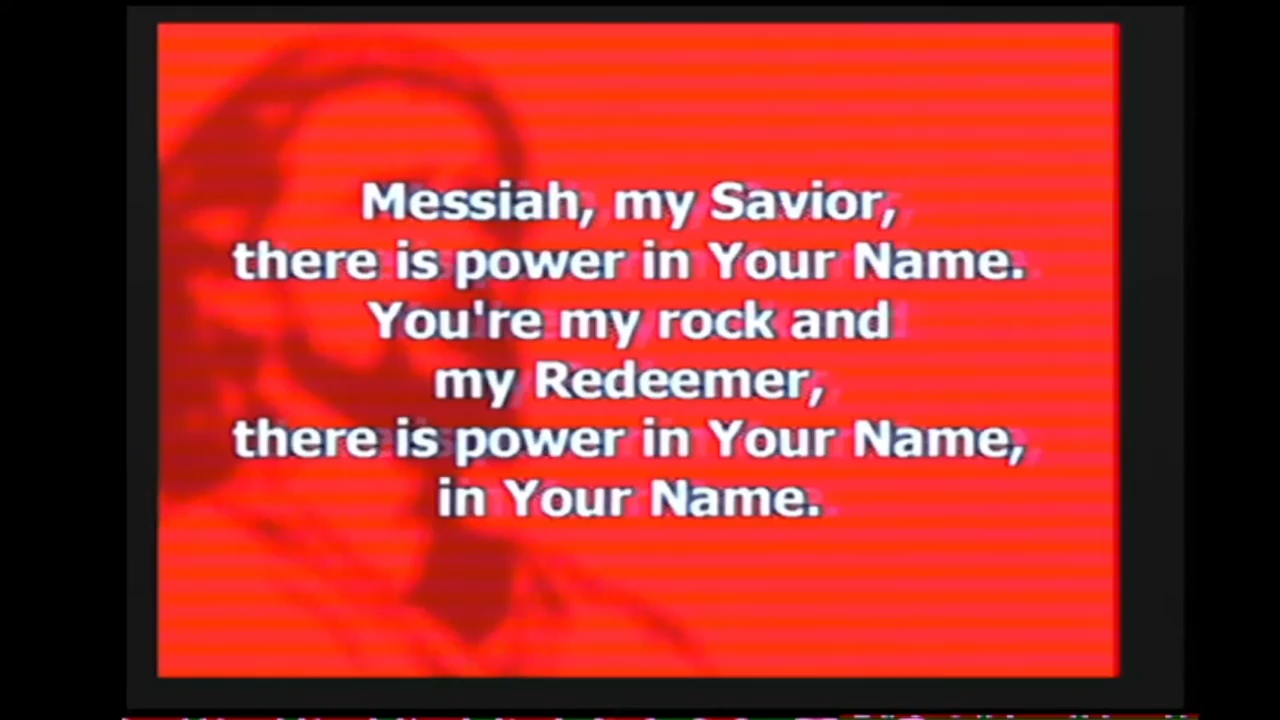 Messiah, my Savior,
there is power in Your Name.
You're my rock and
my Redeemer,
there is power in Your Name,
in Your Name.